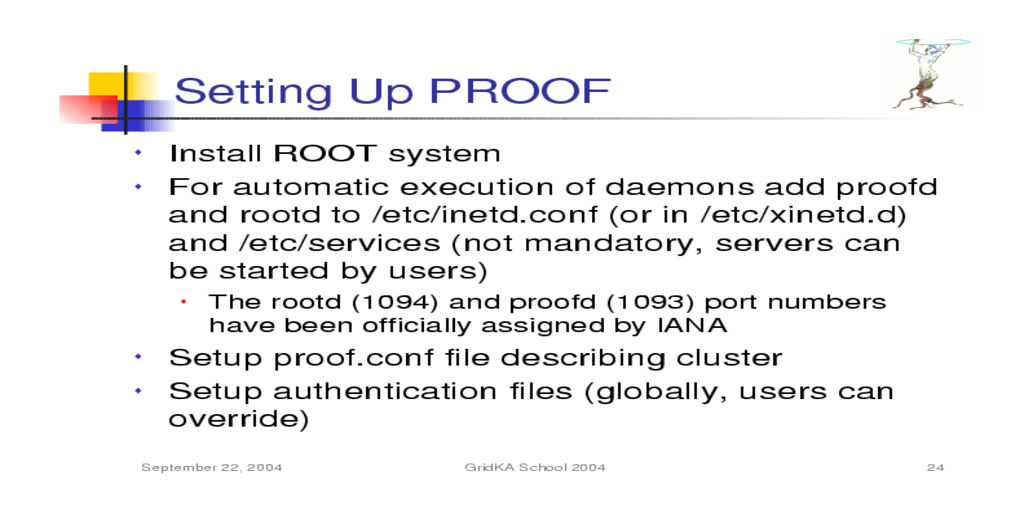 Setting Up PROOF
Install ROOT system
For automatic execution of daemons add proofd
and rootd to /etc/inetd.conf (or in /etc/xinetd.d)
and /etc/services (not mandatory, servers can
be started by users)
The rootd (1094) and proofd (1093) port numbers
have been officially assigned by IANA
Setup proof.conf file describing cluster
Setup authentication files (globally, users can
override)
September 22, 2004
GridKA School 2004
24